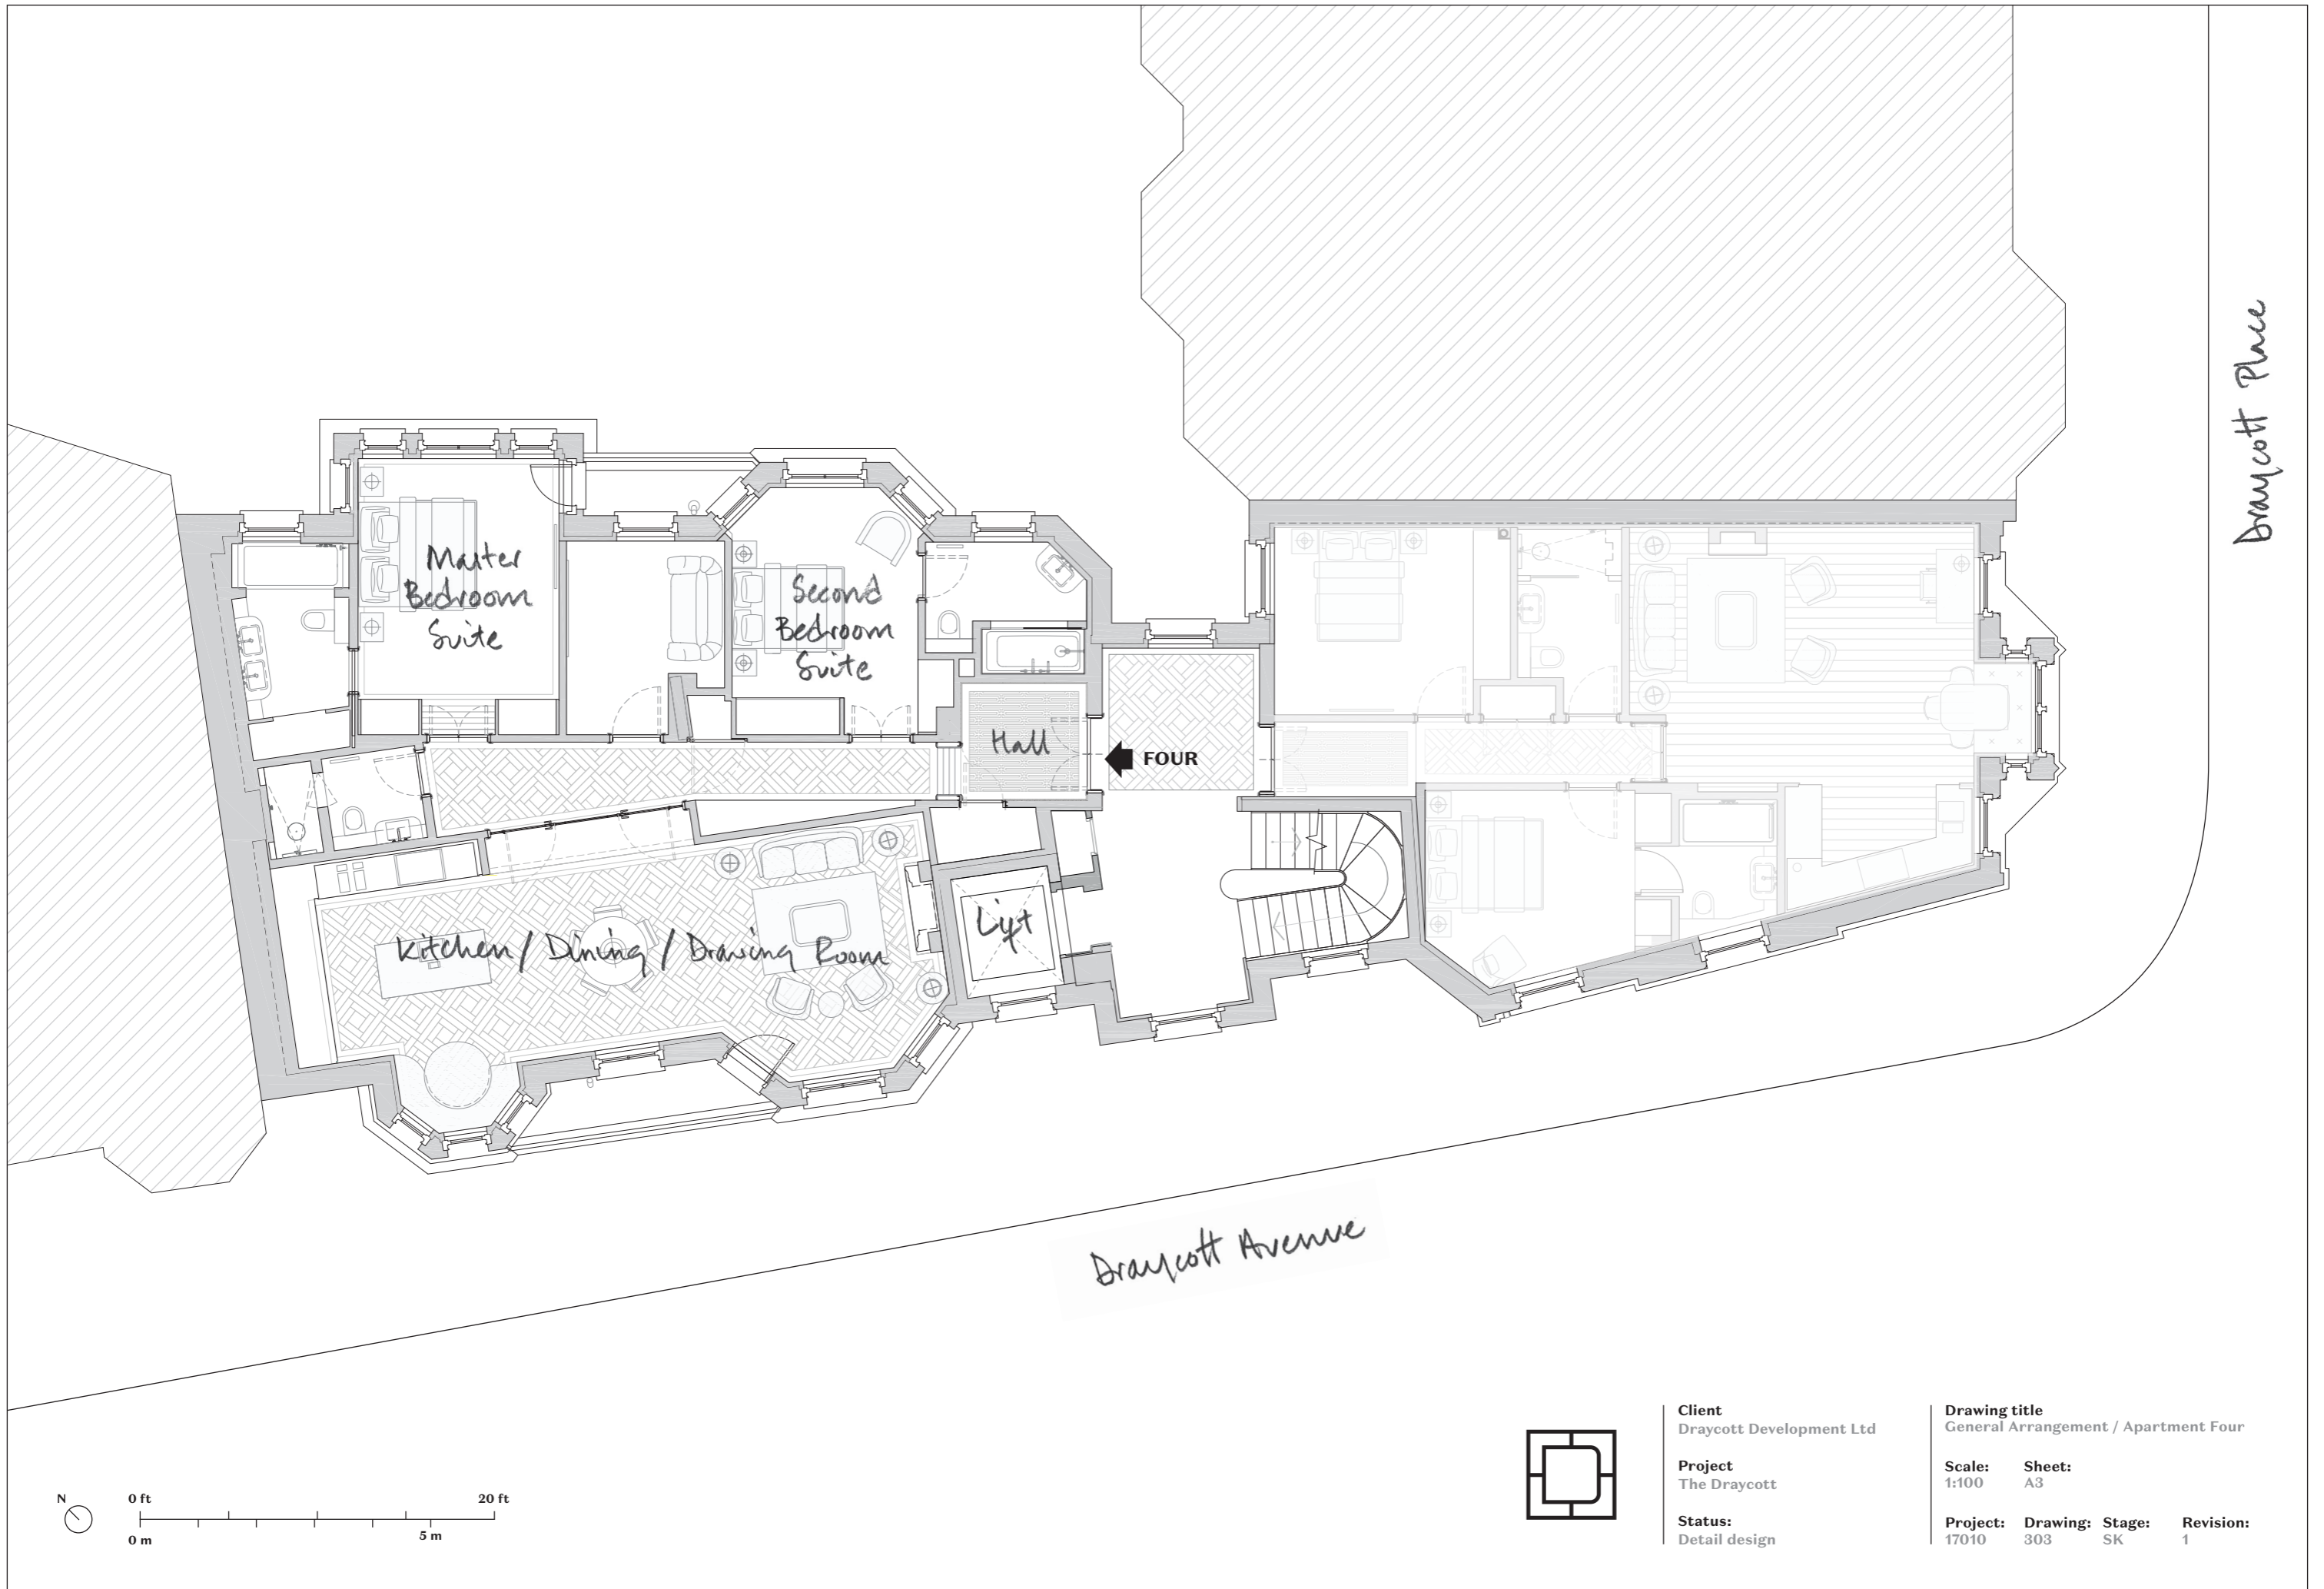 Draycott Place
Master
Bedroom
Suite
Second
Bedroom
Suite
Hall
FOUR
Lift
Kitchen / Dining / Drawing Room
Draycott Avenue
N
0 ft
20 ft
0 m
5 m
Client
Draycott Development Ltd
Project
The Draycott
Status:
Detail design
Drawing title
General Arrangement / Apartment Four
Scale: Sheet:
1:100 A3
Project: Drawing: Stage: Revision:
17010 303 SK 1